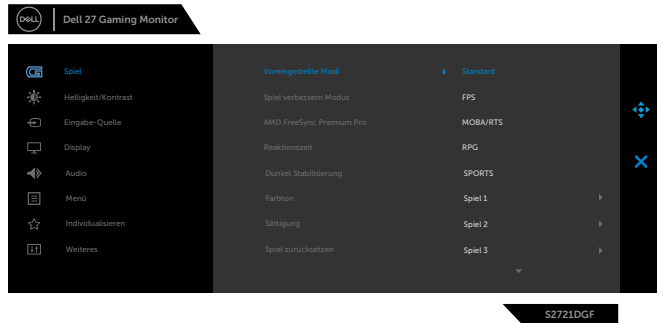 DELL
Dell 27 Gaming Monitor
Spiel
Voreingestellte Modi
Standard
Helligkeit/Kontrast
Spiel verbessern Modus
FPS
Eingabe-Quelle
AMD FreeSync Premium Pro
MOBA/RTS
Display
Reaktionszeit
RPG
Audio
Dunkel Stabilisierung
SPORTS
Menü
Farbton
Spiel 1
Individualisieren
Sättigung
Spiel 2
Weiteres
Spiel zurücksetzen
Spiel 3
S2721DGF